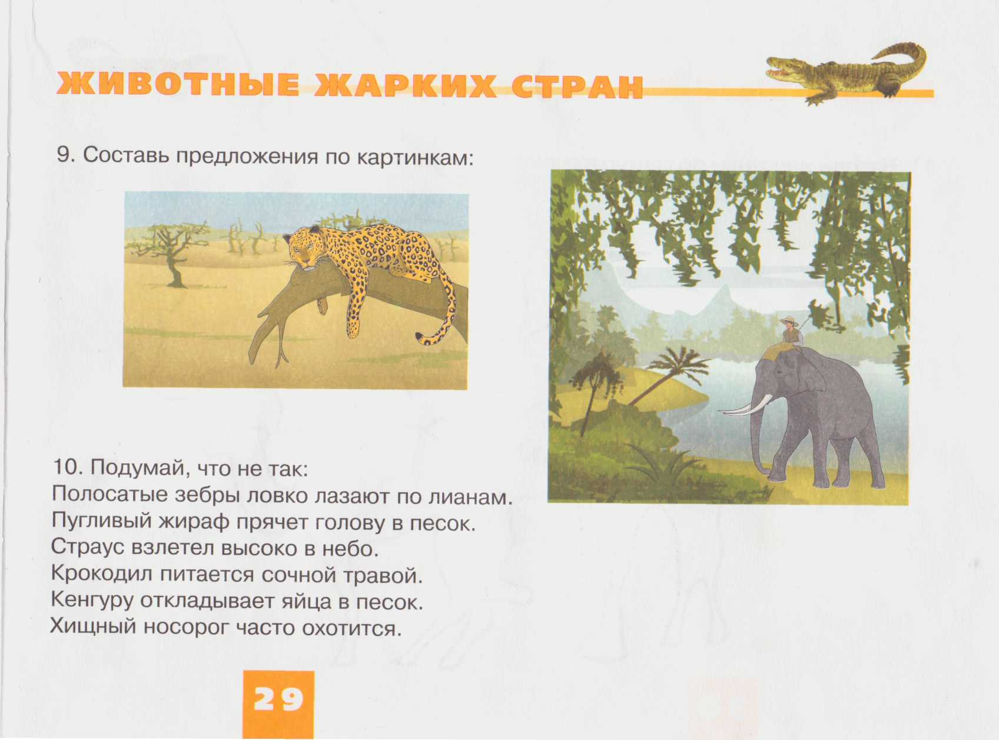 ЖИВОТНЫЕ ЖАРКИХ СТРАН
9. Составь предложения по картинкам:
10. Подумай, что не так:
Полосатые зебры ловко лазают по лианам.
Пугливый жираф прячет голову в песок.
Страус взлетел высоко в небо.
Крокодил питается сочной травой.
Кенгуру откладывает яйца в песок.
Хищный носорог часто охотится.
29